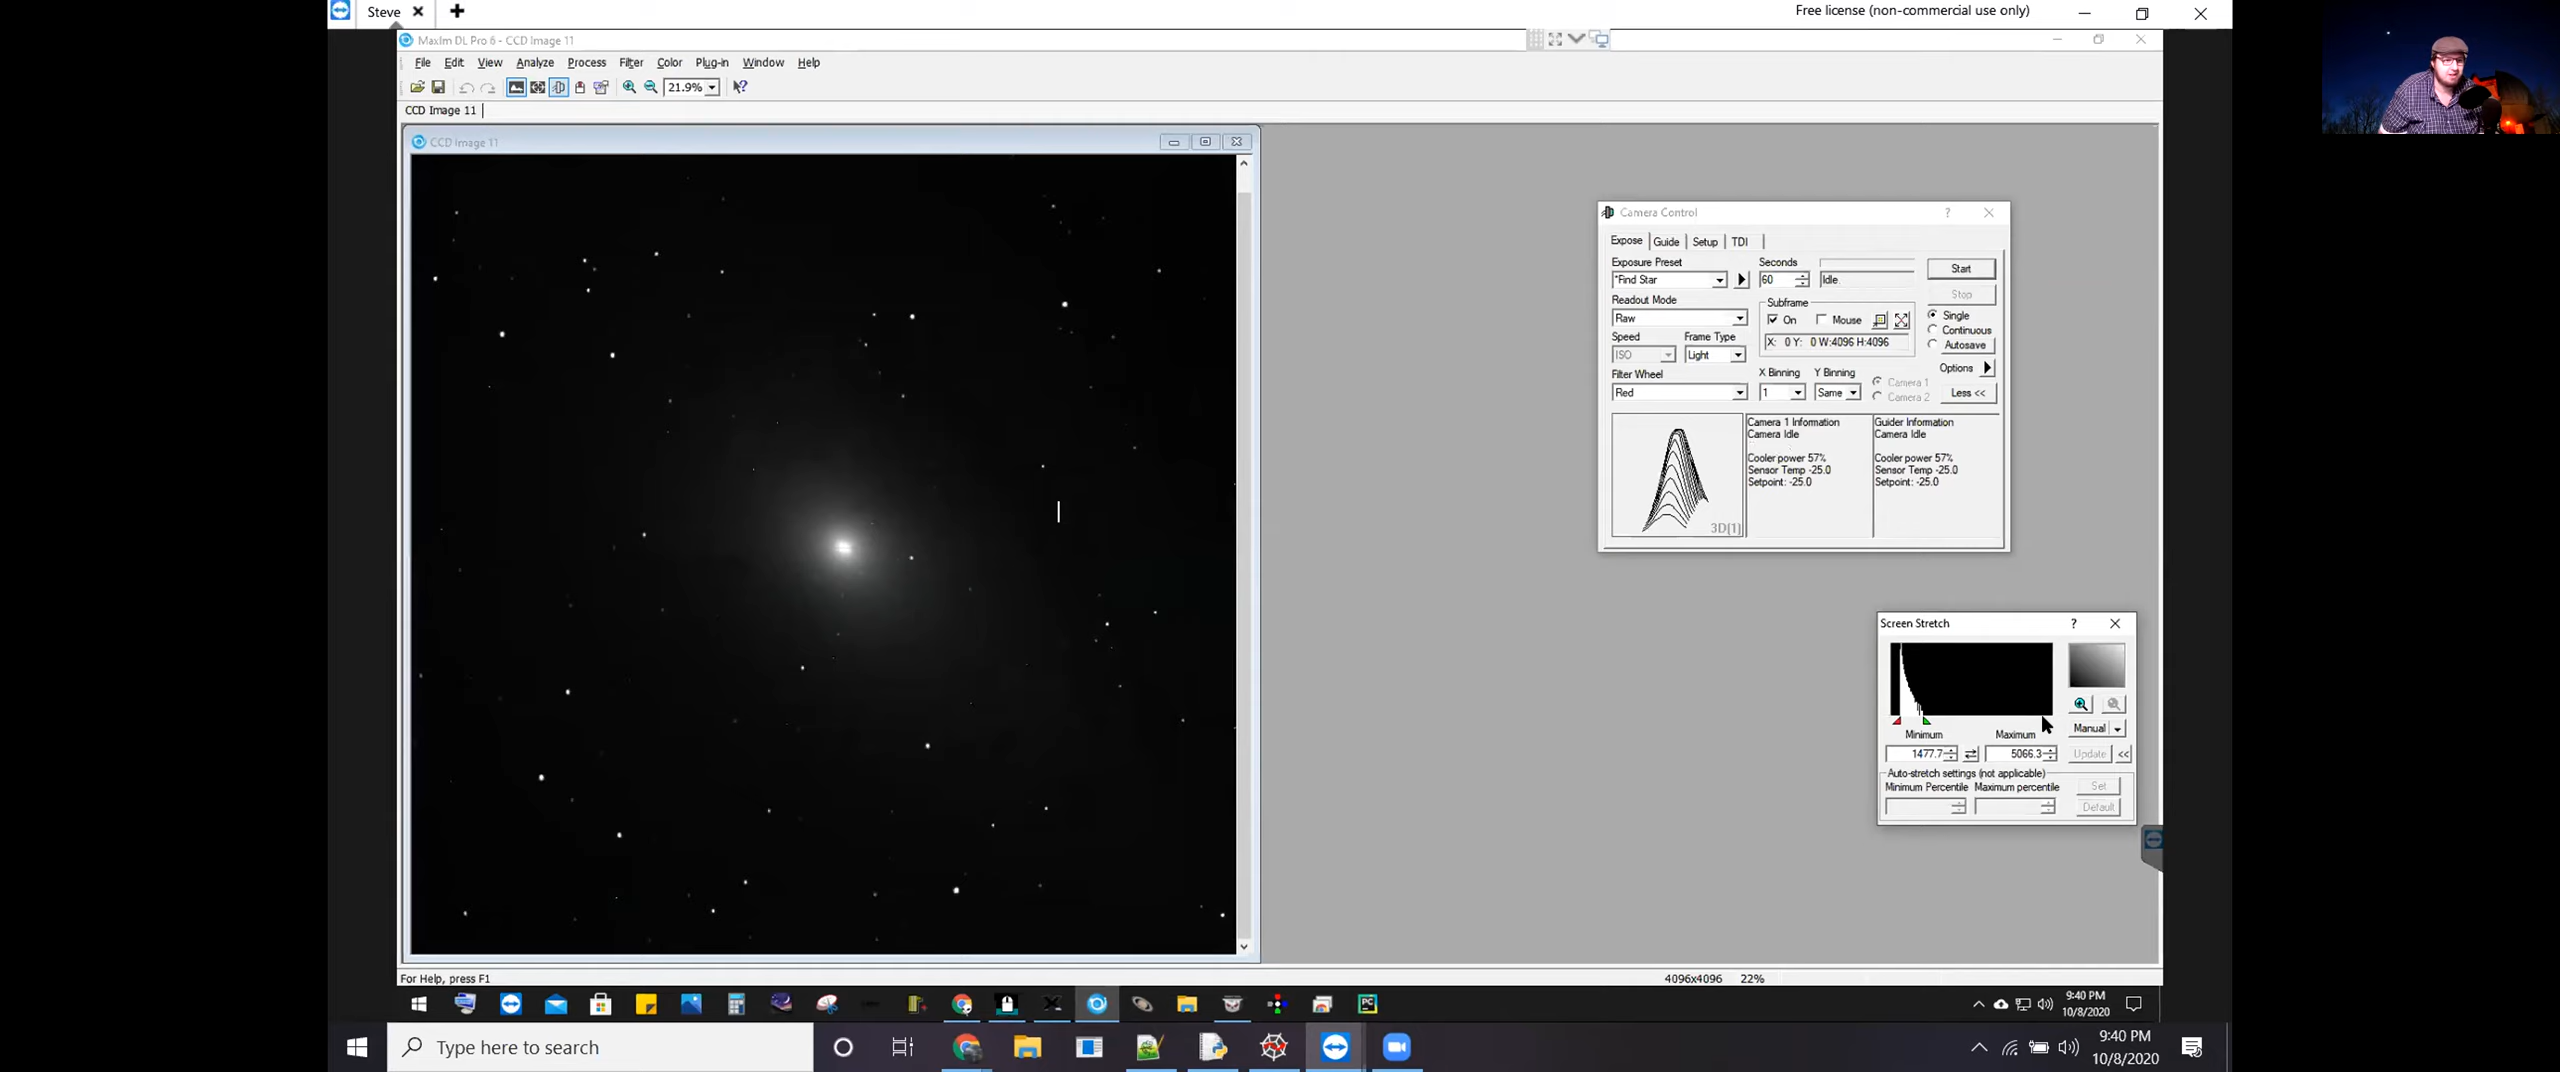 Steve
Free license (non-commercial use only)
MaxIm DL Pro 6 - CCD Image 11
File Edit View Analyze Process Filter Color Plug-in Window Help
21.9%
CCD Image 11
CCD Image 11
Camera Control
Expose Guide Setup TDI
Exposure Preset Seconds
*Find Star 60 Idle. Start
Readout Mode Subframe Stop
Raw On Mouse Single
Speed Frame Type X: 0 Y: 0 W:4096 H:4096 Continuous
ISO Light Autosave
Filter Wheel X Binning Y Binning Options
Red 1 Same Camera 1
Camera 2 Less <<
Camera 1 Information Guider Information
Camera Idle Camera Idle
Cooler power 57% Cooler power 57%
Sensor Temp -25.0 Sensor Temp -25.0
Setpoint: -25.0 Setpoint: -25.0
3D[1]
Screen Stretch
Manual
Minimum Maximum
1477.7 5066.3 Update <<
Auto-stretch settings (not applicable)
Minimum Percentile Maximum percentile Set
Default
For Help, press F1 4096x4096 22%
9:40 PM
10/8/2020
Type here to search
9:40 PM
10/8/2020